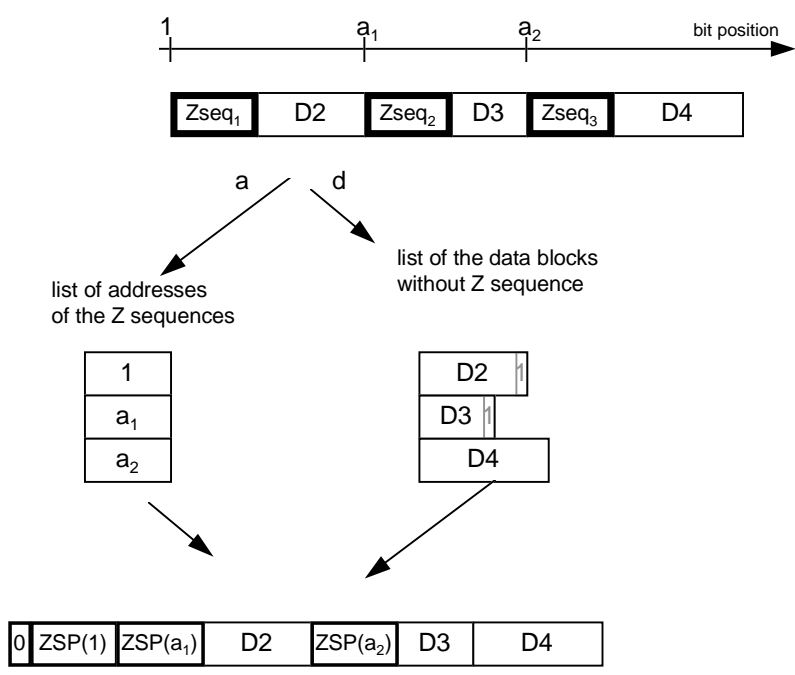 1 a₁ a₂ bit position
Zseq₁ D2 Zseq₂ D3 Zseq₃ D4
a d
list of the data blocks
without Z sequence
list of addresses
of the Z sequences
1
a₁
a₂
D2 1
D3 1
D4
0 ZSP(1) ZSP(a₁) D2 ZSP(a₂) D3 D4